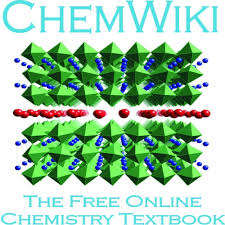 ChemWiki
The Free Online
Chemistry Textbook